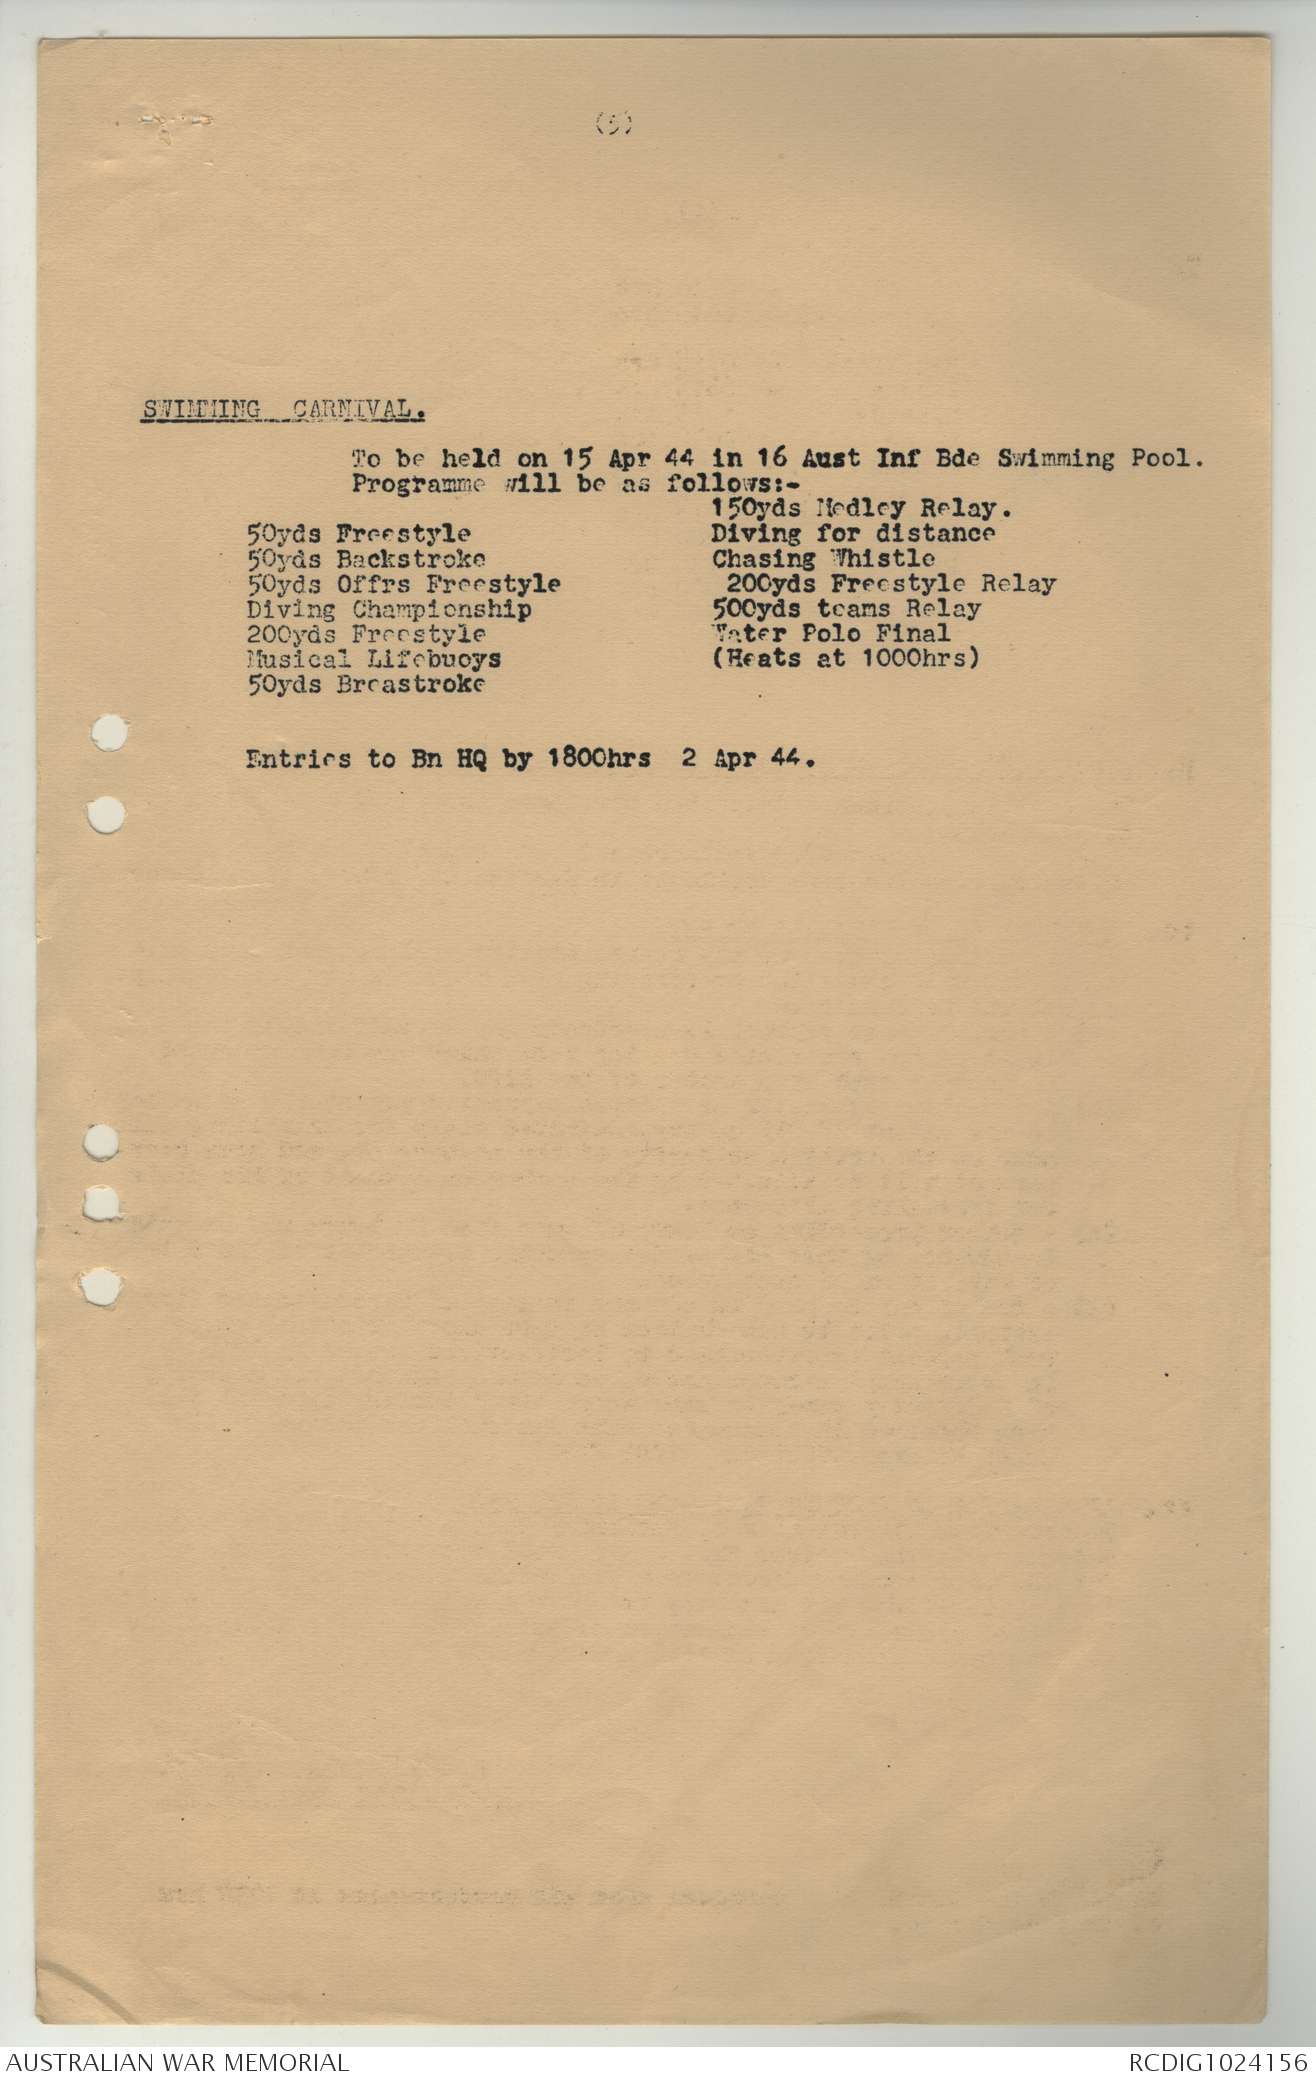 (5)
SWIMMING CARNIVAL.
To be held on 15 Apr 44 in 16 Aust Inf Bde Swimming Pool.
Programme will be as follows:-
150yds Medley Relay.
50yds Freestyle Diving for distance
50yds Backstroke Chasing Whistle
50yds Offrs Freestyle 200yds Freestyle Relay
Diving Championship 500yds teams Relay
200yds Freestyle Water Polo Final
Musical Lifebuoys (Heats at 1000hrs)
50yds Breastroke
Entries to Bn HQ by 1800hrs 2 Apr 44.
AUSTRALIAN WAR MEMORIAL RCDIG1024156